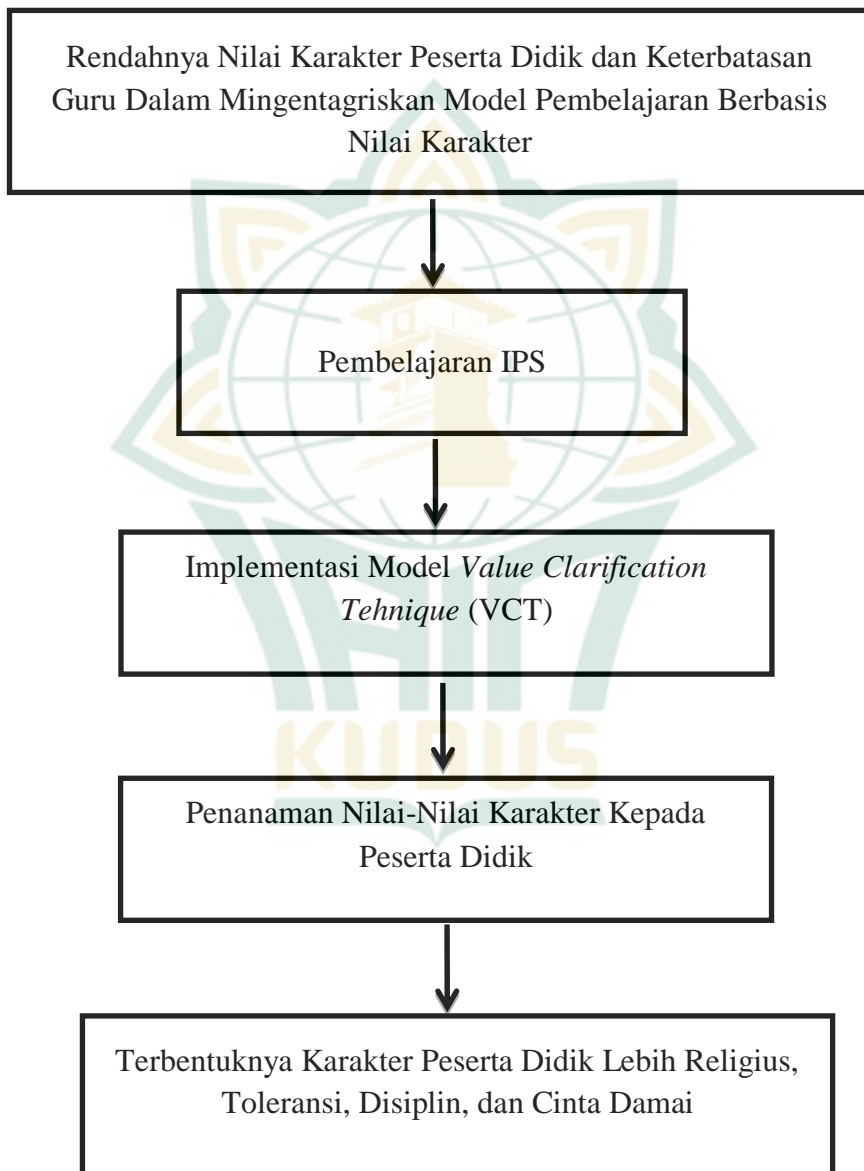 Rendahnya Nilai Karakter Peserta Didik dan Keterbatasan
Guru Dalam Mingentagriskan Model Pembelajaran Berbasis
Nilai Karakter
Pembelajaran IPS
Implementasi Model Value Clarification
Tehnique (VCT)
KUDUS
Penanaman Nilai-Nilai Karakter Kepada
Peserta Didik
Terbentuknya Karakter Peserta Didik Lebih Religius,
Toleransi, Disiplin, dan Cinta Damai